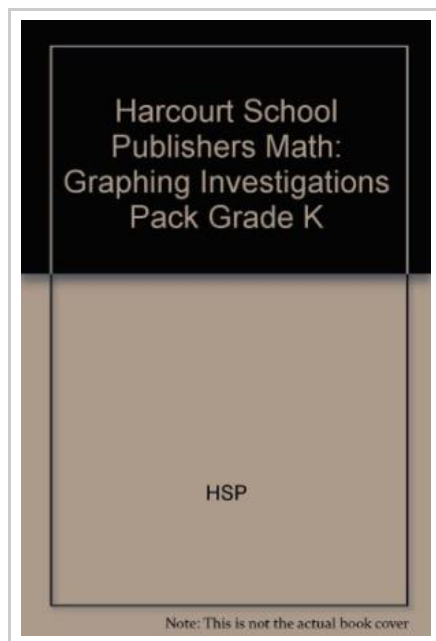 Harcourt School
Publishers Math:
Graphing Investigations
Pack Grade K
HSP
Note: This is not the actual book cover